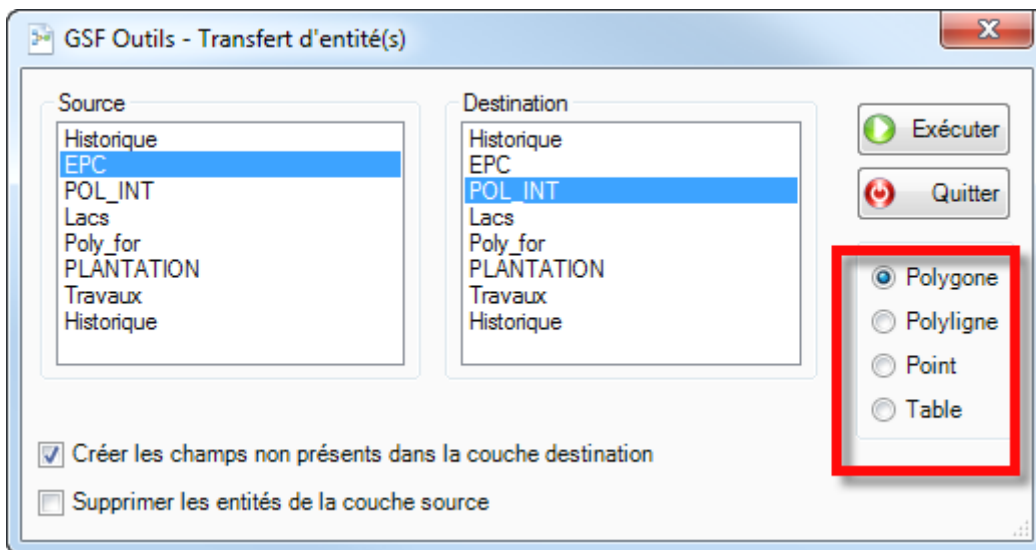 GSF Outils - Transfert d'entité(s)
Source
Historique
EPC
POL_INT
Lacs
Poly_for
PLANTATION
Travaux
Historique
Destination
Historique
EPC
POL_INT
Lacs
Poly_for
PLANTATION
Travaux
Historique
Exécuter
Quitter
Polygone
Polyligne
Point
Table
Créer les champs non présents dans la couche destination
Supprimer les entités de la couche source